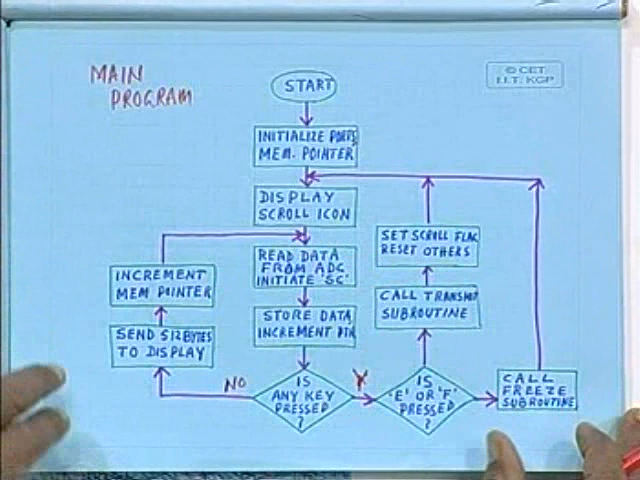 MAIN
PROGRAM
© CET
I.I.T. KGP
START
INITIALIZE PORTS
MEM. POINTER
DISPLAY
SCROLL ICON
READ DATA
FROM ADC
INITIATE 'SC'
STORE DATA
INCREMENT PTR
IS
ANY KEY
PRESSED
?
NO
SEND 512 BYTES
TO DISPLAY
INCREMENT
MEM POINTER
Y
IS
'E' OR 'F'
PRESSED
?
CALL TRANSMIT
SUBROUTINE
SET SCROLL FLAG
RESET OTHERS
CALL
FREEZE
SUBROUTINE